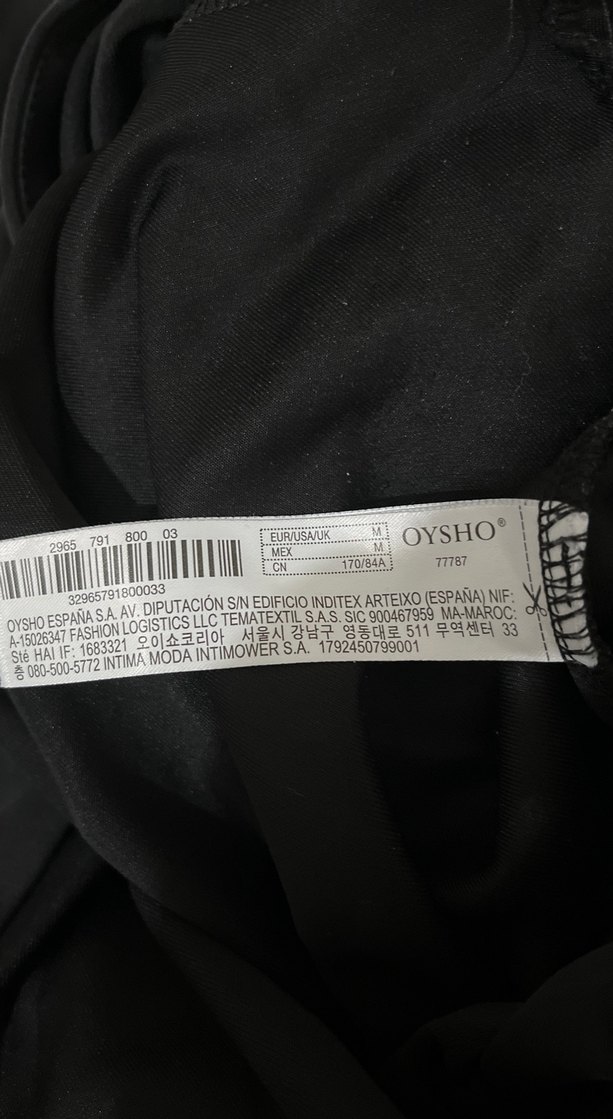 2965 791 800 03
32965791800033
EUR/USA/UK M
MEX M
CN 170/84A
OYSHO®
77787
OYSHO ESPAÑA S.A. AV. DIPUTACIÓN S/N EDIFICIO INDITEX ARTEIXO (ESPAÑA) NIF:
A-15026347 FASHION LOGISTICS LLC TEMATEXTIL S.A.S. SIC 900467959 MA-MAROC:
Sté HAI IF: 1683321 오이쇼코리아 서울시 강남구 영동대로 511 무역센터 33
층 080-500-5772 INTIMA MODA INTIMOWER S.A. 1792450799001